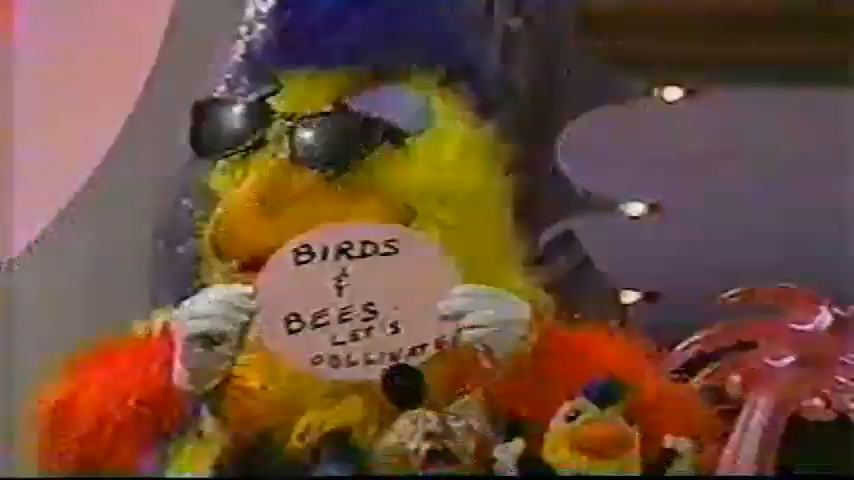 BIRDS
&
BEES.
LET'S
POLLINATE!